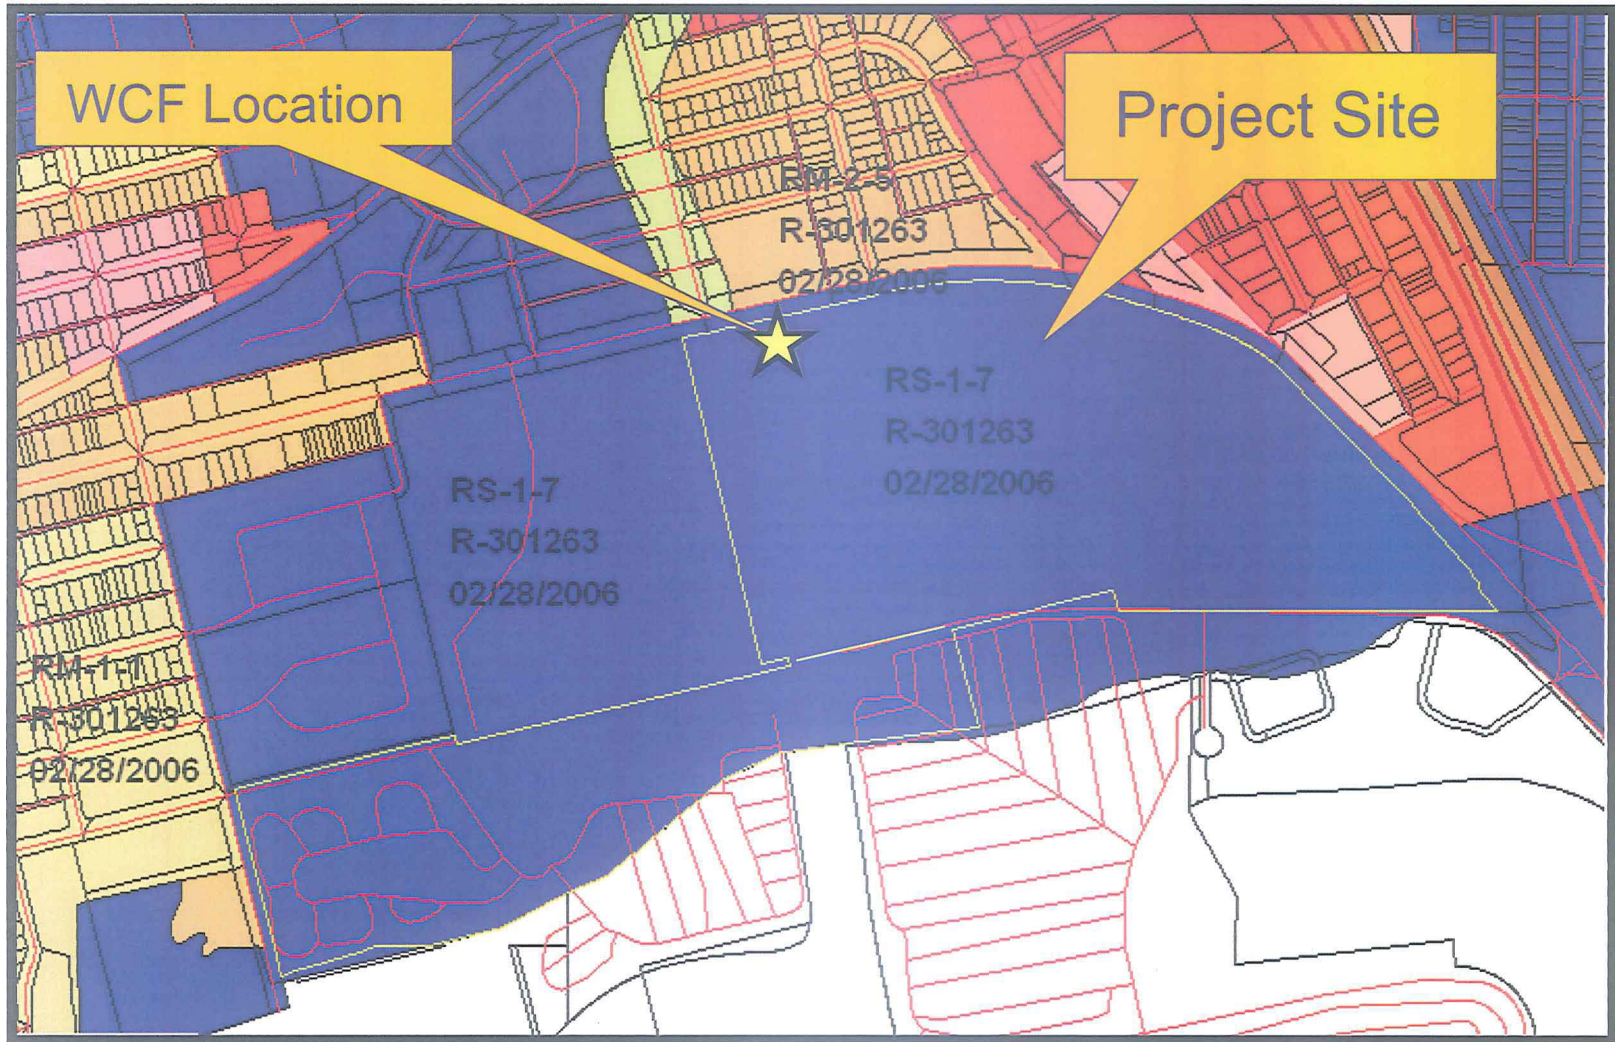 WCF Location
Project Site
RM-2-5
R-301263
02/28/2006
RS-1-7
R-301263
02/28/2006
RS-1-7
R-301263
02/28/2006
RM-1-1
R-301263
02/28/2006